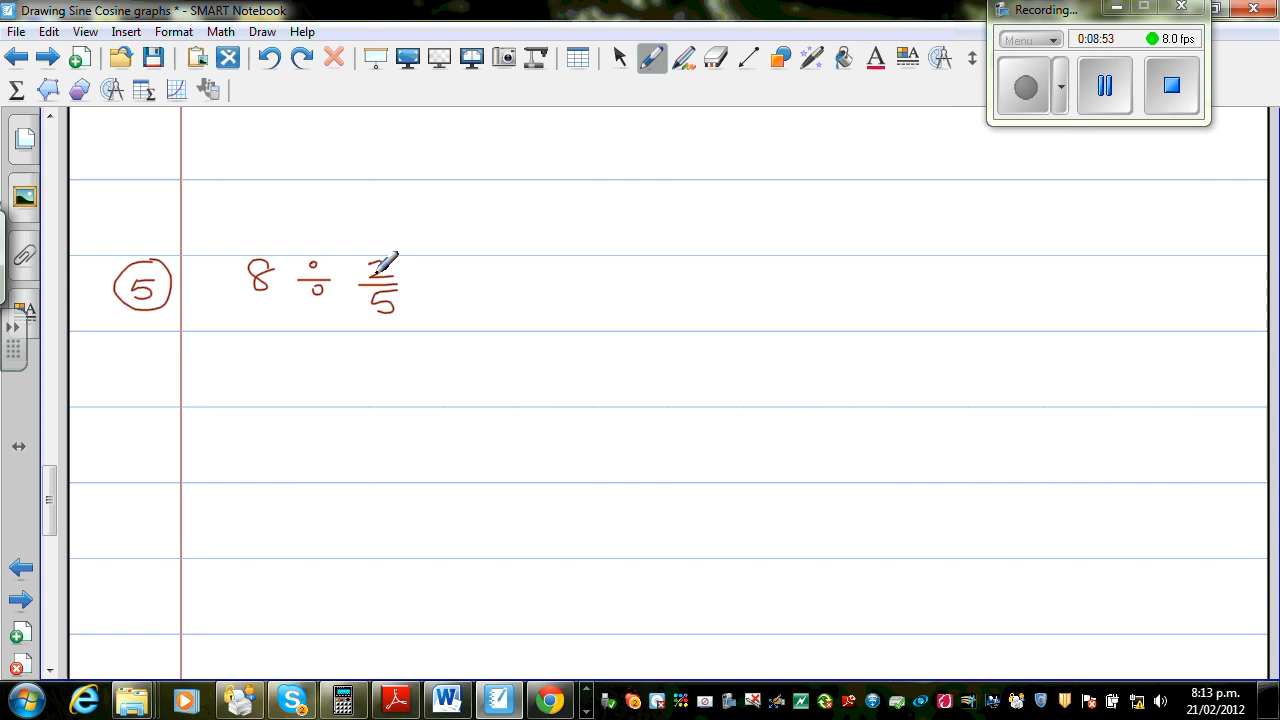 Drawing Sine Cosine graphs * - SMART Notebook
Recording...
File Edit View Insert Format Math Draw Help
Menu
0:08:53
8.0 fps
5 8 ÷ 2/5
8:13 p.m.
21/02/2012